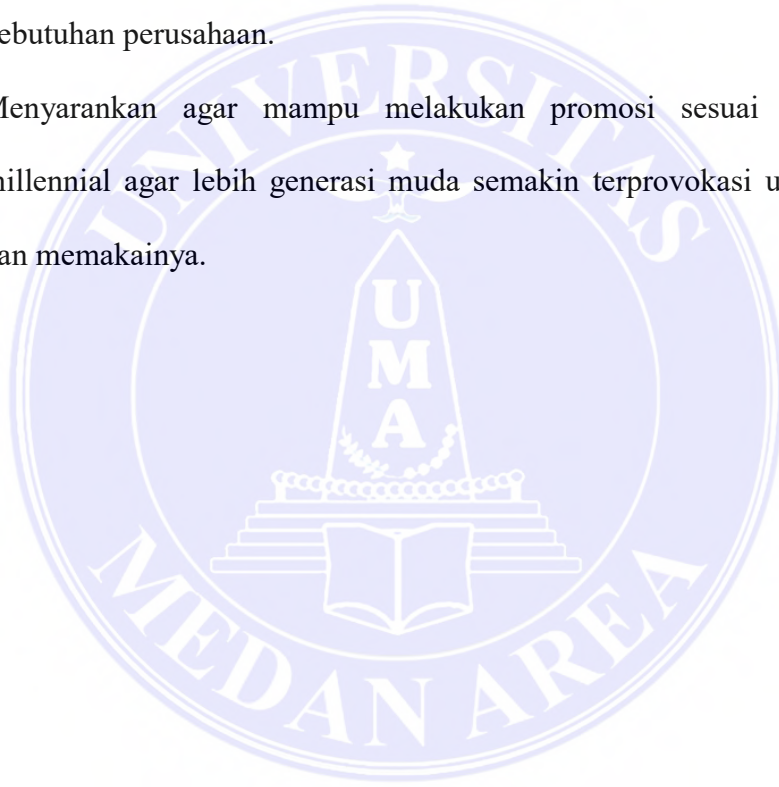 ebutuhan perusahaan.
Menyarankan agar mampu melakukan promosi sesuai
millennial agar lebih generasi muda semakin terprovokasi u
an memakainya.
UNIVERSITAS
UMA
MEDAN AREA